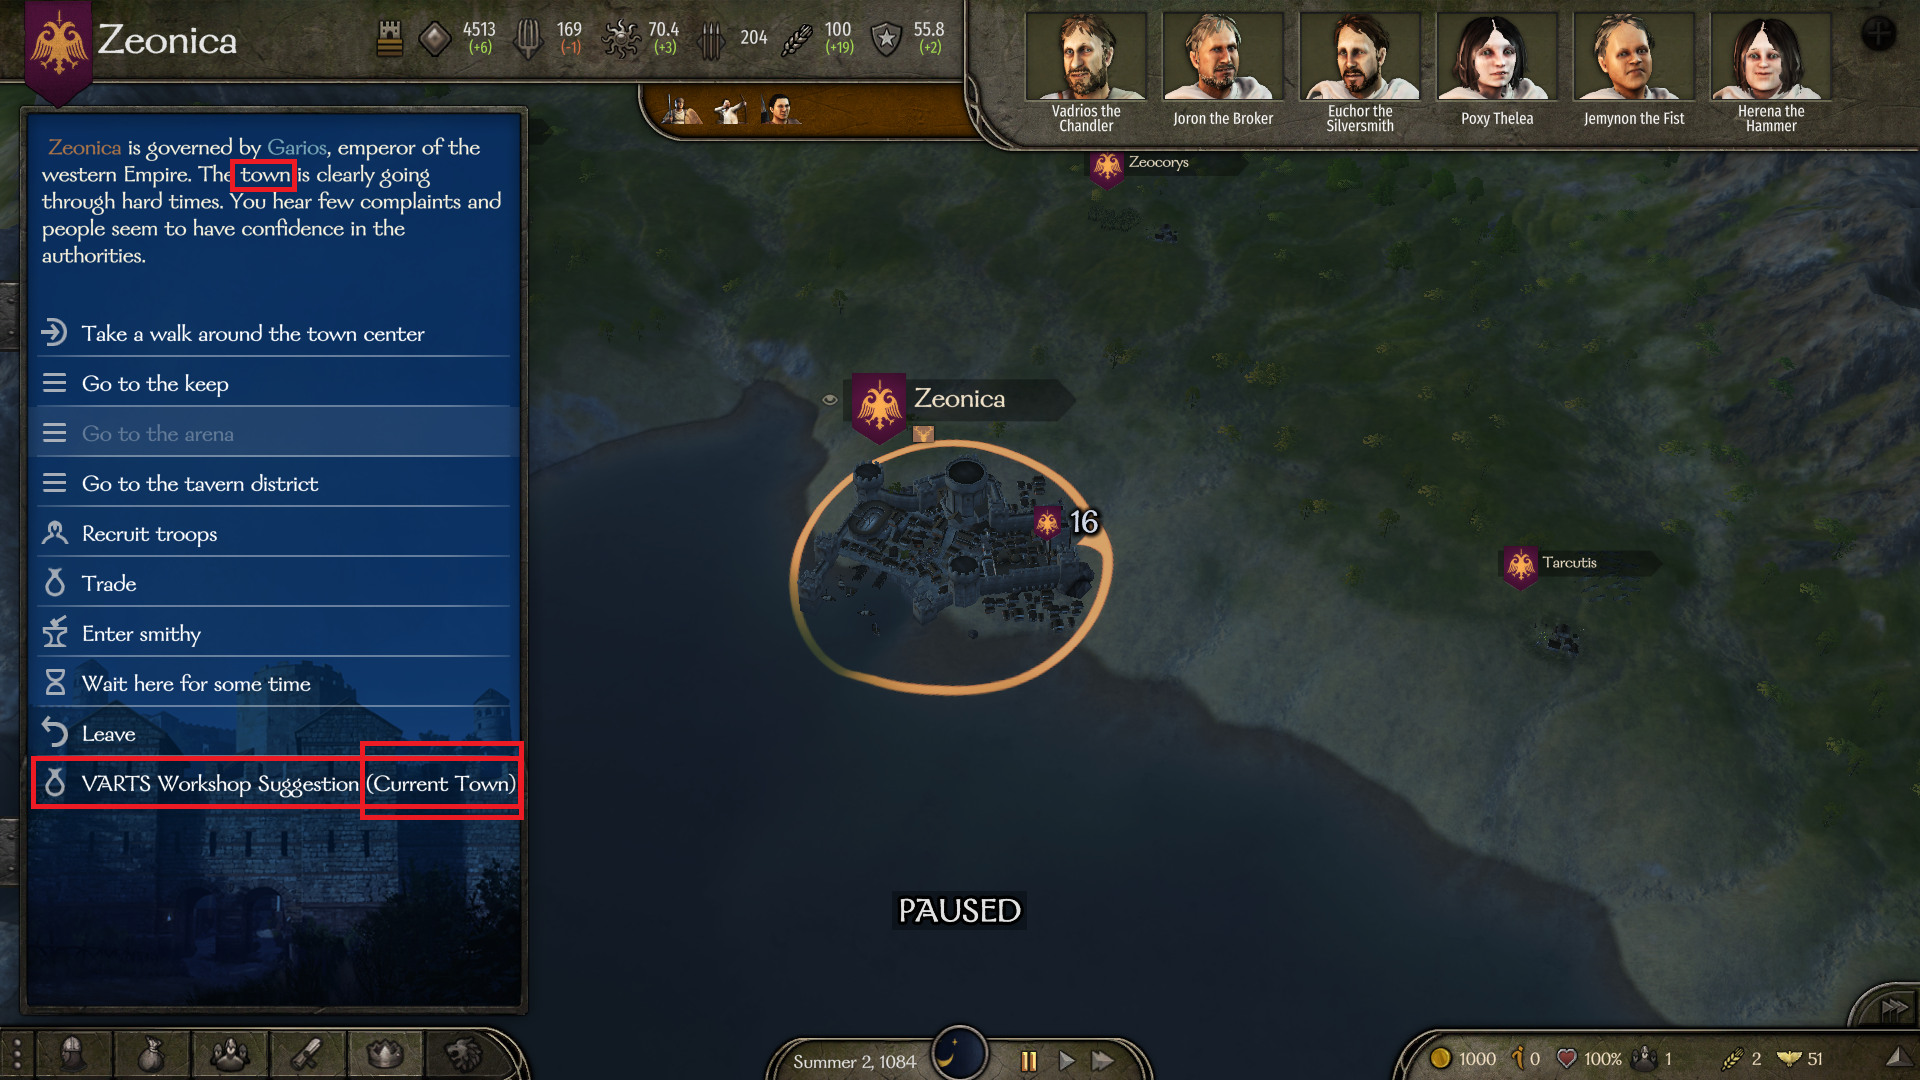 Zeonica
4513
(+6)
169
(-1)
70.4
(+3)
204
100
(+19)
55.8
(+2)
Vadrios the
Chandler
Joron the Broker
Euchor the
Silversmith
Poxy Thelea
Jemynon the Fist
Herena the
Hammer
Zeonica is governed by Garios, emperor of the
western Empire. The town is clearly going
through hard times. You hear few complaints and
people seem to have confidence in the
authorities.
Take a walk around the town center
Go to the keep
Go to the arena
Go to the tavern district
Recruit troops
Trade
Enter smithy
Wait here for some time
Leave
VARTS Workshop Suggestion (Current Town)
Zeocorys
Zeonica
16
Tarcutis
PAUSED
Summer 2, 1084
1000
0
100%
1
2
51